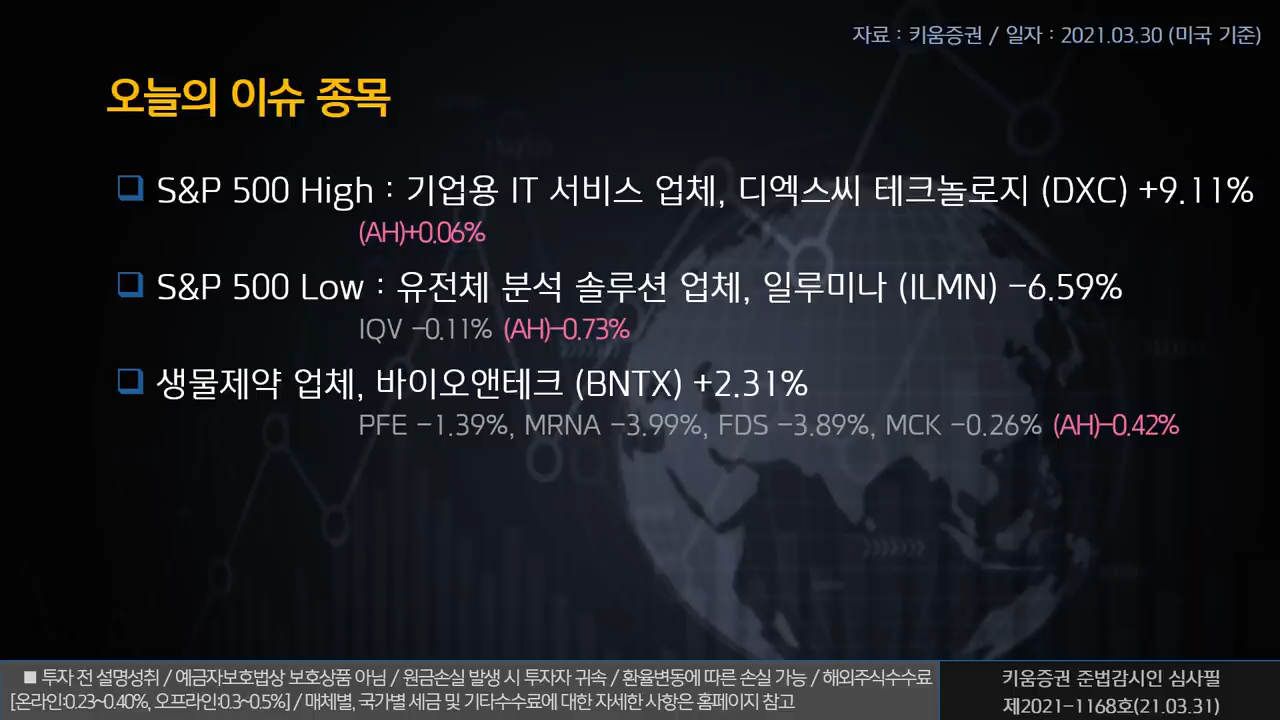 자료 : 키움증권 / 일자 : 2021.03.30 (미국 기준)
오늘의 이슈 종목
S&P 500 High : 기업용 IT 서비스 업체, 디엑스씨 테크놀로지 (DXC) +9.11%
(AH)+0.06%
S&P 500 Low : 유전체 분석 솔루션 업체, 일루미나 (ILMN) -6.59%
IQV -0.11% (AH)-0.73%
생물제약 업체, 바이오앤테크 (BNTX) +2.31%
PFE -1.39%, MRNA -3.99%, FDS -3.89%, MCK -0.26% (AH)-0.42%
■ 투자 전 설명성취 / 예금자보호법상 보호상품 아님 / 원금손실 발생 시 투자자 귀속 / 환율변동에 따른 손실 가능 / 해외주식수수료
[온라인:0.23~0.40%, 오프라인:0.3~0.5%] / 매체별, 국가별 세금 및 기타수수료에 대한 자세한 사항은 홈페이지 참고
키움증권 준법감시인 심사필
제2021-1168호(21.03.31)